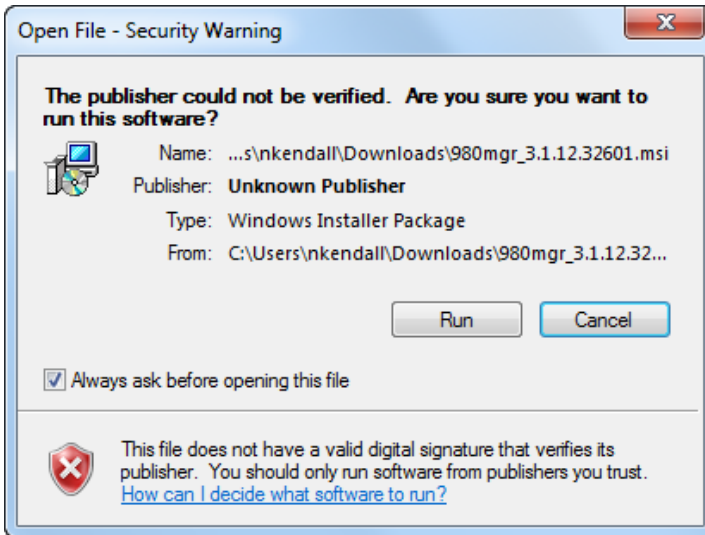 Open File - Security Warning
The publisher could not be verified.  Are you sure you want to
run this software?
Name: ...s\nkendall\Downloads\980mgr_3.1.12.32601.msi
Publisher: Unknown Publisher
Type: Windows Installer Package
From: C:\Users\nkendall\Downloads\980mgr_3.1.12.32...
Run Cancel
Always ask before opening this file
This file does not have a valid digital signature that verifies its
publisher.  You should only run software from publishers you trust.
How can I decide what software to run?